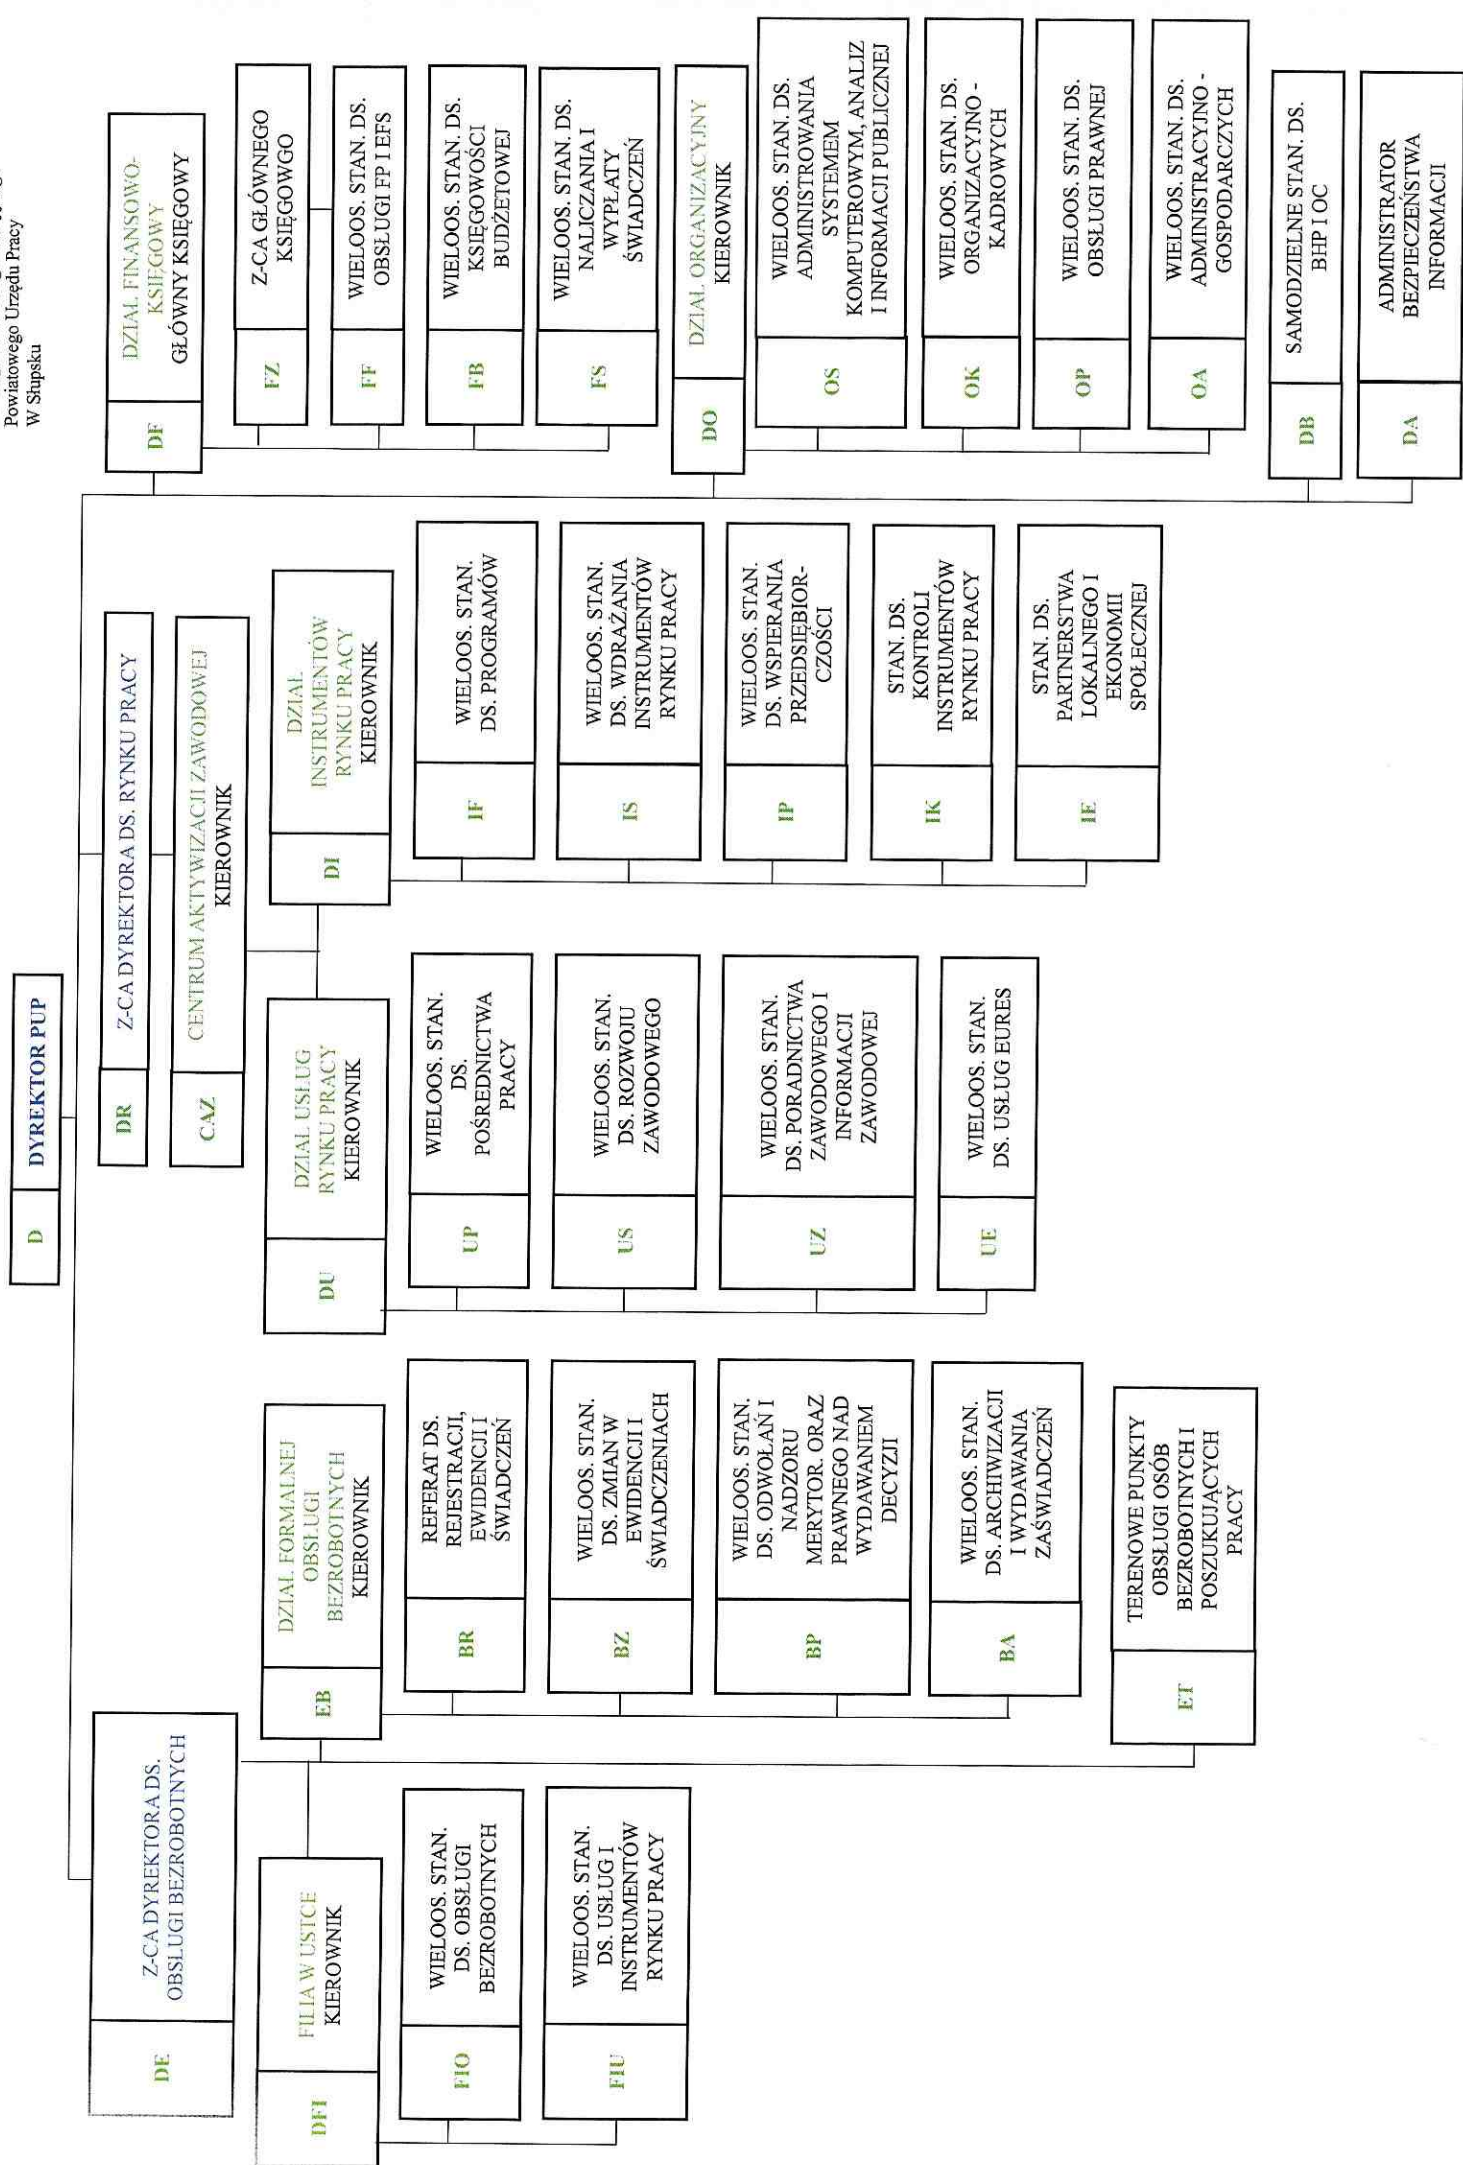 Powiatowego Urzędu Pracy
W Słupsku
D
DYREKTOR PUP
DE
Z-CA DYREKTORA DS.
OBSŁUGI BEZROBOTNYCH
DR
Z-CA DYREKTORA DS. RYNKU PRACY
CAZ
CENTRUM AKTYWIZACJI ZAWODOWEJ
KIEROWNIK
DFI
FILIA W USTCE
KIEROWNIK
FIO
WIELOOS. STAN.
DS. OBSŁUGI
BEZROBOTNYCH
FIU
WIELOOS. STAN.
DS. USŁUG I
INSTRUMENTÓW
RYNKU PRACY
EB
DZIAŁ FORMALNEJ
OBSŁUGI
BEZROBOTNYCH
KIEROWNIK
BR
REFERAT DS.
REJESTRACJI,
EWIDENCJI I
ŚWIADCZEŃ
BZ
WIELOOS. STAN.
DS. ZMIAN W
EWIDENCJI I
ŚWIADCZENIACH
BP
WIELOOS. STAN.
DS. ODWOŁAŃ I
NADZORU
MERYTOR. ORAZ
PRAWNEGO NAD
WYDAWANIEM
DECYZJI
BA
WIELOOS. STAN.
DS. ARCHIWIZACJI
I WYDAWANIA
ZAŚWIADCZEŃ
ET
TERENOWE PUNKTY
OBSŁUGI OSÓB
BEZROBOTNYCH I
POSZUKUJĄCYCH
PRACY
DU
DZIAŁ USŁUG
RYNKU PRACY
KIEROWNIK
UP
WIELOOS. STAN.
DS.
POŚREDNICTWA
PRACY
US
WIELOOS. STAN.
DS. ROZWOJU
ZAWODOWEGO
UZ
WIELOOS. STAN.
DS. PORADNICTWA
ZAWODOWEGO I
INFORMACJI
ZAWODOWEJ
UE
WIELOOS. STAN.
DS. USŁUG EURES
DI
DZIAŁ
INSTRUMENTÓW
RYNKU PRACY
KIEROWNIK
IF
WIELOOS. STAN.
DS. PROGRAMÓW
IS
WIELOOS. STAN.
DS. WDRAŻANIA
INSTRUMENTÓW
RYNKU PRACY
IP
WIELOOS. STAN.
DS. WSPIERANIA
PRZEDSIĘBIOR-
CZOŚCI
IK
STAN. DS.
KONTROLI
INSTRUMENTÓW
RYNKU PRACY
IE
STAN. DS.
PARTNERSTWA
LOKALNEGO I
EKONOMII
SPOŁECZNEJ
DF
DZIAŁ FINANSOWO-
KSIĘGOWY
GŁÓWNY KSIĘGOWY
FZ
Z-CA GŁÓWNEGO
KSIĘGOWGO
FF
WIELOOS. STAN. DS.
OBSŁUGI FP I EFS
FB
WIELOOS. STAN. DS.
KSIĘGOWOŚCI
BUDŻETOWEJ
FS
WIELOOS. STAN. DS.
NALICZANIA I
WYPŁATY
ŚWIADCZEŃ
DO
DZIAŁ ORGANIZACYJNY
KIEROWNIK
OS
WIELOOS. STAN. DS.
ADMINISTROWANIA
SYSTEMEM
KOMPUTEROWYM, ANALIZ
I INFORMACJI PUBLICZNEJ
OK
WIELOOS. STAN. DS.
ORGANIZACYJNO -
KADROWYCH
OP
WIELOOS. STAN. DS.
OBSŁUGI PRAWNEJ
OA
WIELOOS. STAN. DS.
ADMINISTRACYJNO -
GOSPODARCZYCH
DB
SAMODZIELNE STAN. DS.
BHP I OC
DA
ADMINISTRATOR
BEZPIECZEŃSTWA
INFORMACJI